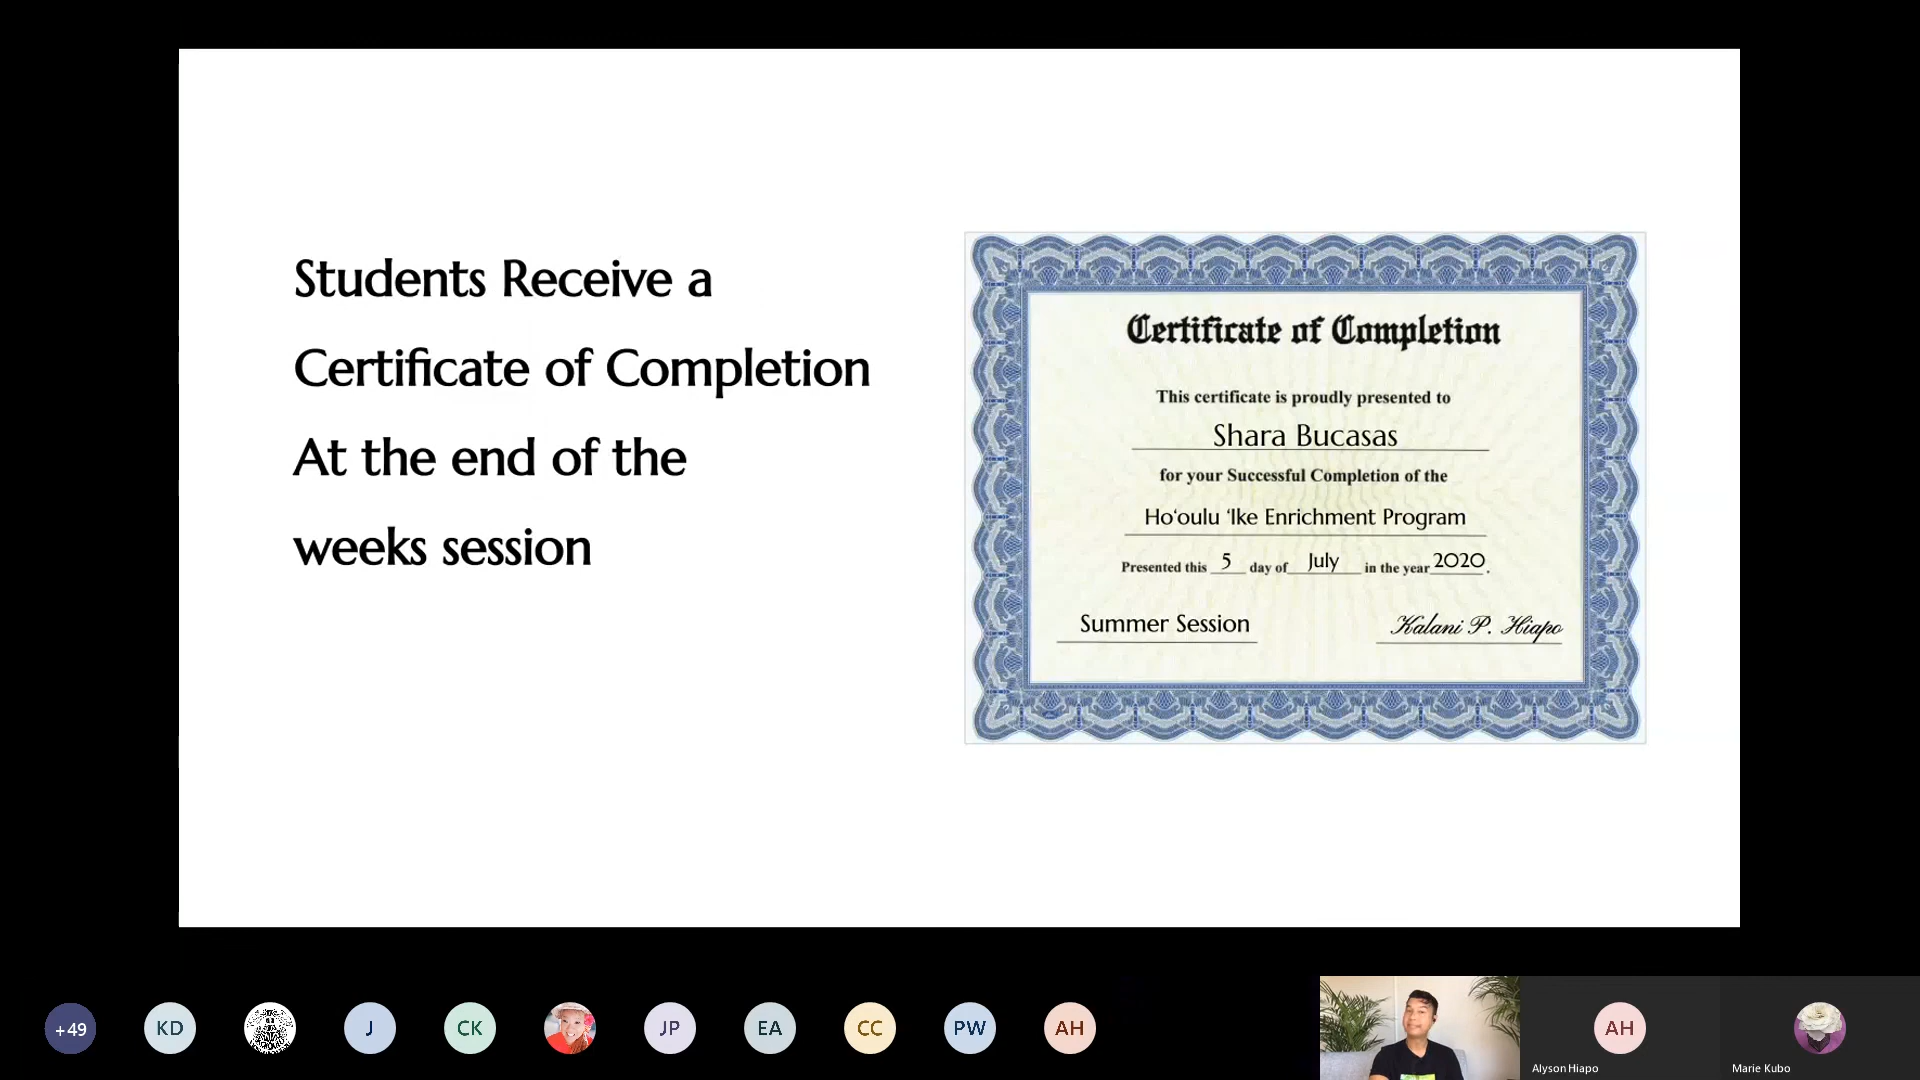 Students Receive a
Certificate of Completion
At the end of the
weeks session
Certificate of Completion
This certificate is proudly presented to
Shara Bucasas
for your Successful Completion of the
Hoʻoulu ʻIke Enrichment Program
Presented this 5 day of July in the year 2020.
Summer Session Kalani P. Hiapo
+49 KD J CK JP EA CC PW AH AH
Alyson Hiapo Marie Kubo